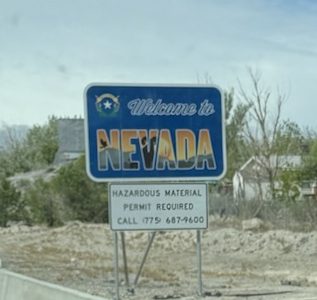 Welcome to
NEVADA
HAZARDOUS MATERIAL
PERMIT REQUIRED
CALL (775) 687-9600